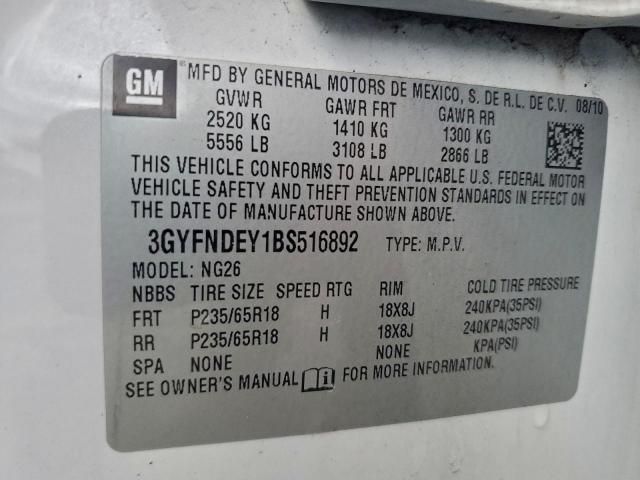 GM MFD BY GENERAL MOTORS DE MEXICO, S. DE R.L. DE C.V. 08/10
GVWR GAWR FRT GAWR RR
2520 KG 1410 KG 1300 KG
5556 LB 3108 LB 2866 LB
THIS VEHICLE CONFORMS TO ALL APPLICABLE U.S. FEDERAL MOTOR
VEHICLE SAFETY AND THEFT PREVENTION STANDARDS IN EFFECT ON
THE DATE OF MANUFACTURE SHOWN ABOVE.
3GYFNDEY1BS516892 TYPE: M.P.V.
MODEL: NG26
NBBS TIRE SIZE SPEED RTG RIM COLD TIRE PRESSURE
FRT P235/65R18 H 18X8J 240KPA(35PSI)
RR P235/65R18 H 18X8J 240KPA(35PSI)
SPA NONE NONE KPA(PSI)
SEE OWNER'S MANUAL FOR MORE INFORMATION.